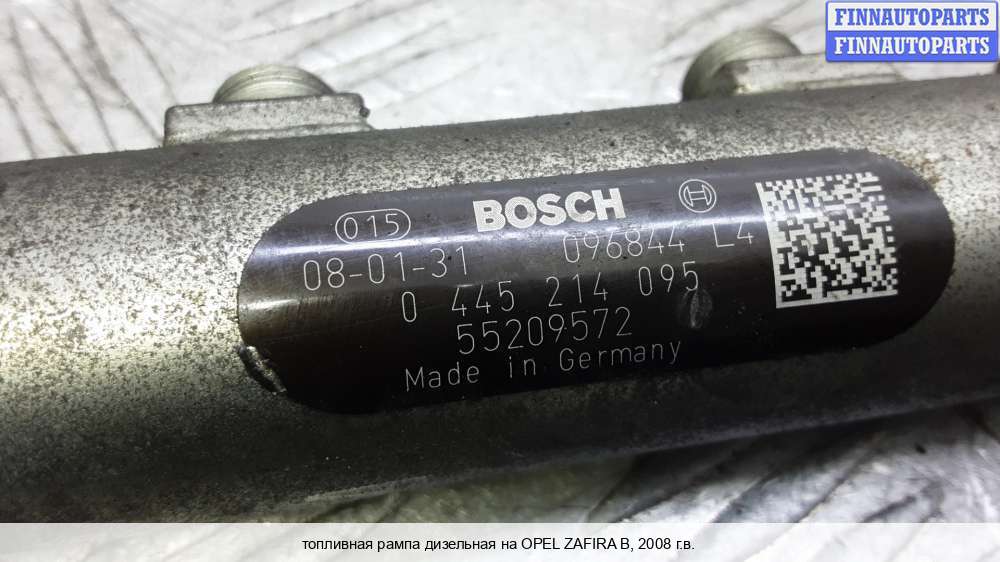 FINNAUTOPARTS
FINNAUTOPARTS
015 BOSCH
08-01-31 096844 L4
0 445 214 095
55209572
Made in Germany
топливная рампа дизельная на OPEL ZAFIRA B, 2008 г.в.